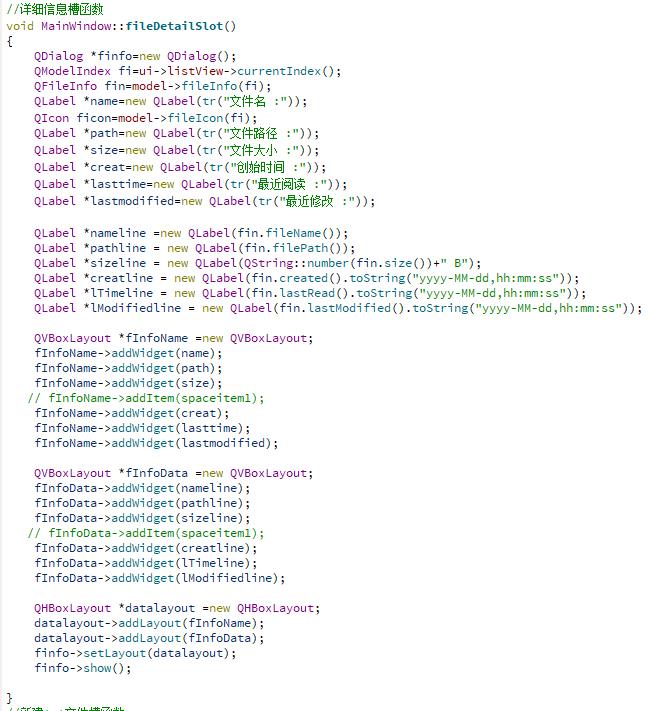 //详细信息槽函数
void MainWindow::fileDetailSlot()
{
    QDialog *finfo=new QDialog();
    QModelIndex fi=ui->listView->currentIndex();
    QFileInfo fin=model->fileInfo(fi);
    QLabel *name=new QLabel(tr("文件名 :"));
    QIcon ficon=model->fileIcon(fi);
    QLabel *path=new QLabel(tr("文件路径 :"));
    QLabel *size=new QLabel(tr("文件大小 :"));
    QLabel *creat=new QLabel(tr("创始时间 :"));
    QLabel *lasttime=new QLabel(tr("最近阅读 :"));
    QLabel *lastmodified=new QLabel(tr("最近修改 :"));
    QLabel *nameline =new QLabel(fin.fileName());
    QLabel *pathline = new QLabel(fin.filePath());
    QLabel *sizeline = new QLabel(QString::number(fin.size())+" B");
    QLabel *creatline = new QLabel(fin.created().toString("yyyy-MM-dd,hh:mm:ss"));
    QLabel *lTimeline = new QLabel(fin.lastRead().toString("yyyy-MM-dd,hh:mm:ss"));
    QLabel *lModifiedline = new QLabel(fin.lastModified().toString("yyyy-MM-dd,hh:mm:ss"));
    QVBoxLayout *fInfoName =new QVBoxLayout;
    fInfoName->addWidget(name);
    fInfoName->addWidget(path);
    fInfoName->addWidget(size);
   // fInfoName->addItem(spaceitem1);
    fInfoName->addWidget(creat);
    fInfoName->addWidget(lasttime);
    fInfoName->addWidget(lastmodified);
    QVBoxLayout *fInfoData =new QVBoxLayout;
    fInfoData->addWidget(nameline);
    fInfoData->addWidget(pathline);
    fInfoData->addWidget(sizeline);
   // fInfoData->addItem(spaceitem1);
    fInfoData->addWidget(creatline);
    fInfoData->addWidget(lTimeline);
    fInfoData->addWidget(lModifiedline);
    QHBoxLayout *datalayout =new QHBoxLayout;
    datalayout->addLayout(fInfoName);
    datalayout->addLayout(fInfoData);
    finfo->setLayout(datalayout);
    finfo->show();
}